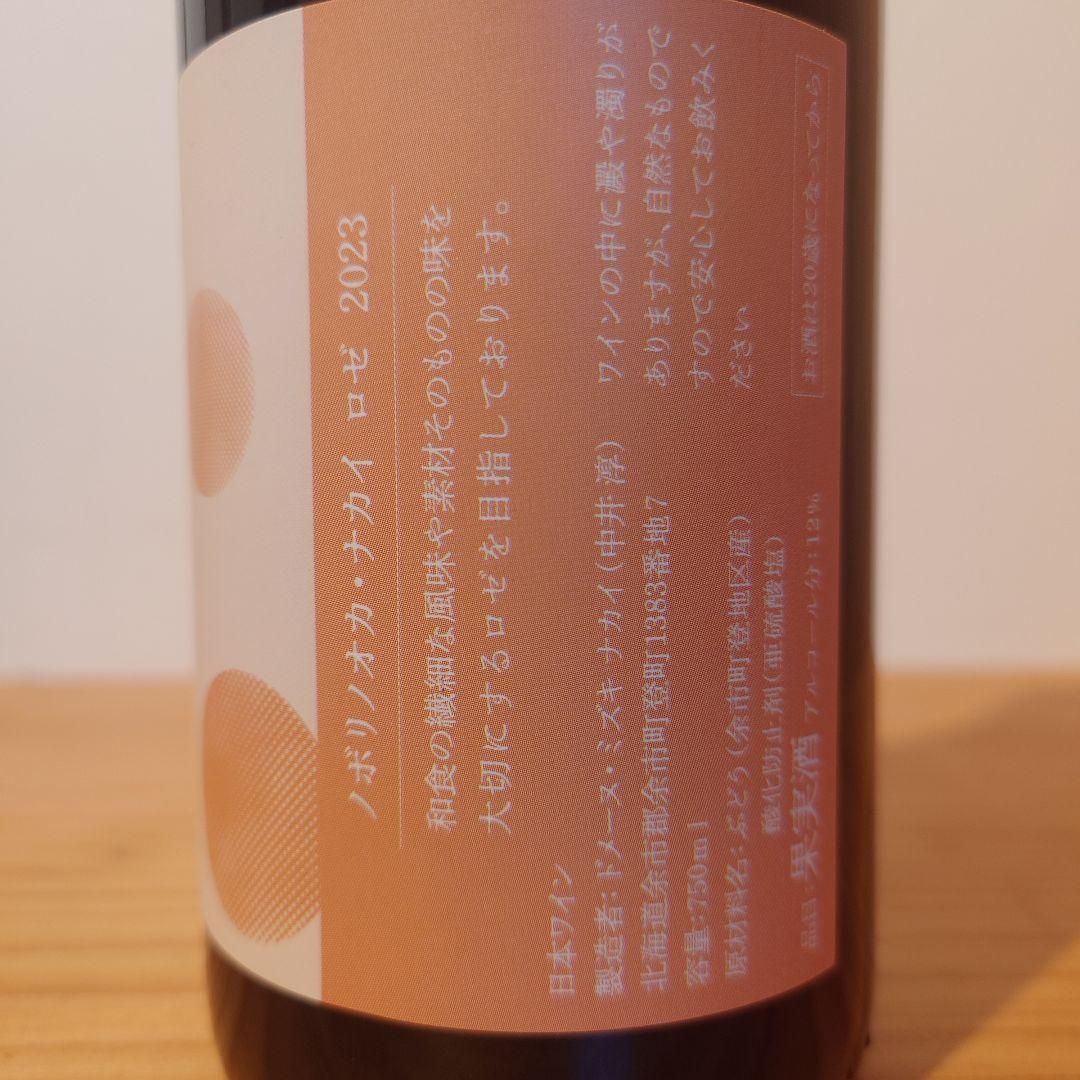 ノボリノオカ・ナカイ ロゼ 2023
和食の繊細な風味や素材そのものの味を
大切にするロゼを目指しております。
日本ワイン
製造者:ドメーヌ・ミズキ ナカイ(中井 淳)
北海道余市郡余市町登町1383番地7
容量:750ml
原材料名:ぶどう(余市町登地区産)
酸化防止剤(亜硫酸塩)
品目:果実酒 アルコール分:12%
ワインの中に澱や濁りが
ありますが、自然なもので
すので安心してお飲みく
ださい
お酒は20歳になってから